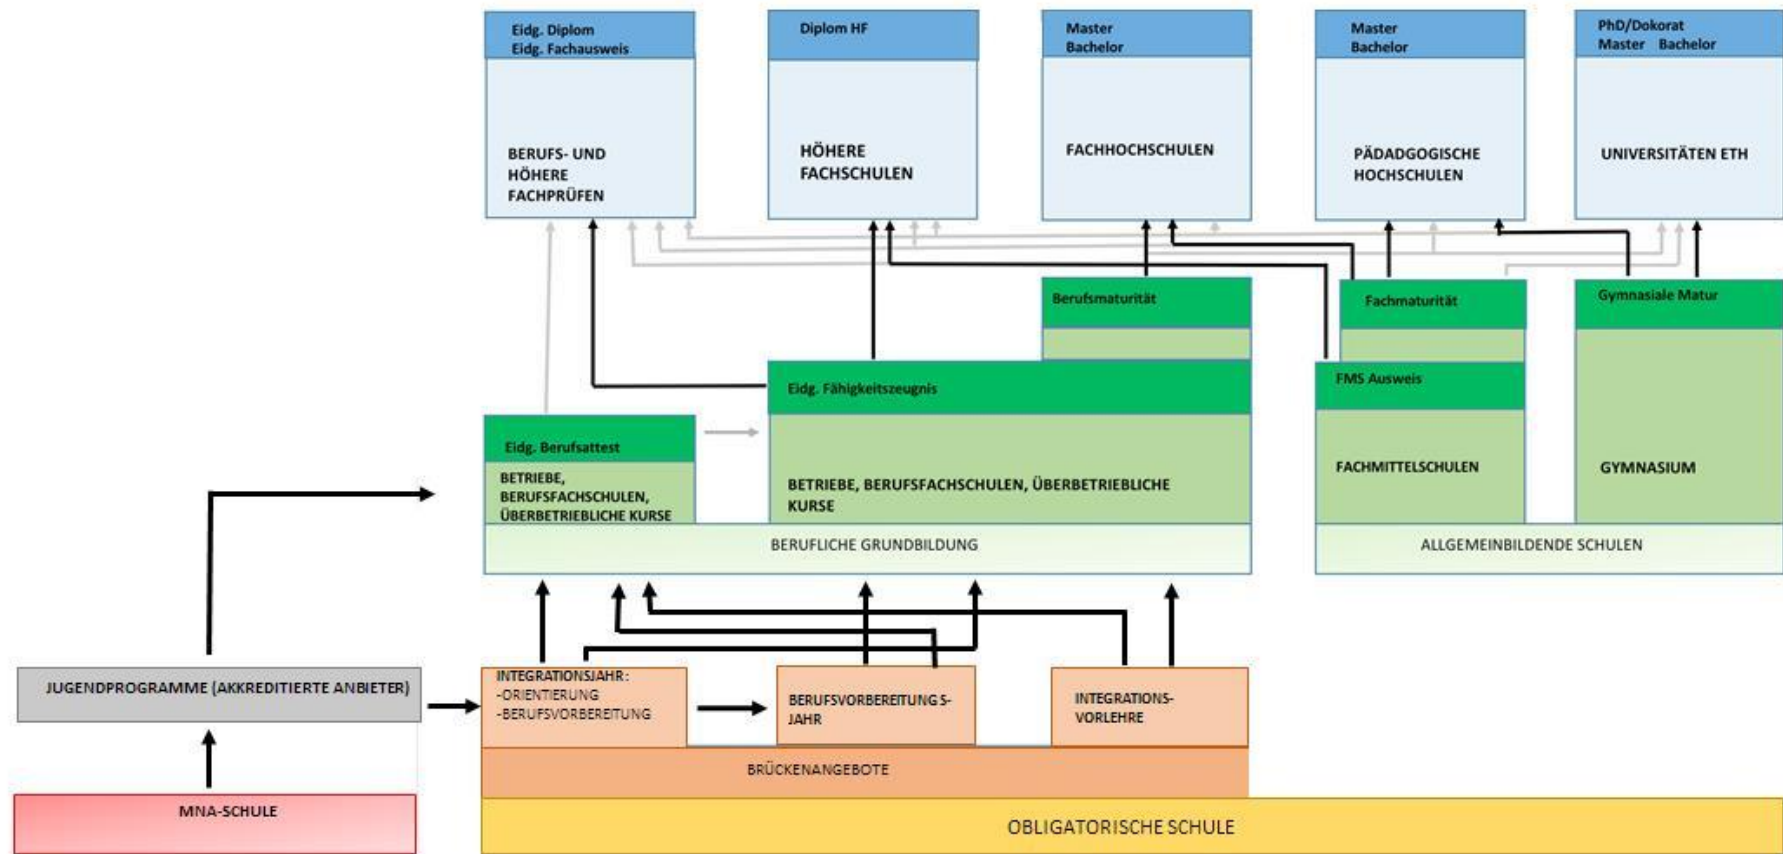 Eidg. Diplom
Eidg. Fachausweis
BERUFS- UND
HÖHERE
FACHPRÜFEN
Diplom HF
HÖHERE
FACHSCHULEN
Master
Bachelor
FACHHOCHSCHULEN
Master
Bachelor
PÄDADGOGISCHE
HOCHSCHULEN
PhD/Dokorat
Master Bachelor
UNIVERSITÄTEN ETH
Berufsmaturität
Fachmaturität
Gymnasiale Matur
Eidg. Fähigkeitszeugnis
FMS Ausweis
Eidg. Berufsattest
BETRIEBE,
BERUFSFACHSCHULEN,
ÜBERBETRIEBLICHE KURSE
BETRIEBE, BERUFSFACHSCHULEN, ÜBERBETRIEBLICHE
KURSE
FACHMITTELSCHULEN
GYMNASIUM
BERUFLICHE GRUNDBILDUNG
ALLGEMEINBILDENDE SCHULEN
JUGENDPROGRAMME (AKKREDITIERTE ANBIETER)
INTEGRATIONSJAHR:
-ORIENTIERUNG
-BERUFSVORBEREITUNG
BERUFSVORBEREITUNGS-
JAHR
INTEGRATIONS-
VORLEHRE
BRÜCKENANGEBOTE
MNA-SCHULE
OBLIGATORISCHE SCHULE